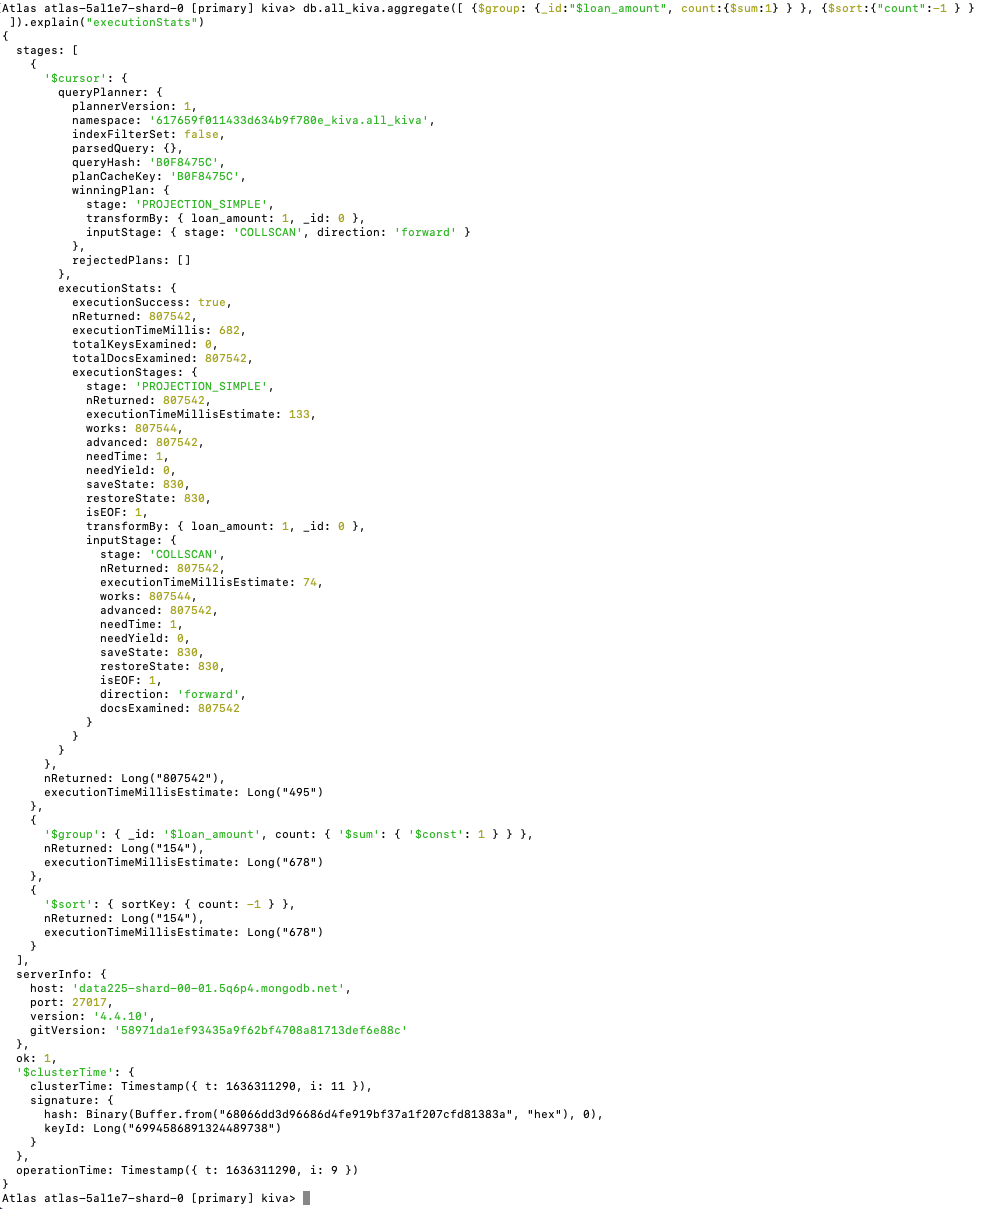 [Atlas atlas-5al1e7-shard-0 [primary] kiva> db.all_kiva.aggregate([ {$group: {_id:"$loan_amount", count:{$sum:1} } }, {$sort:{"count":-1 } }
 ]).explain("executionStats")
{
  stages: [
    {
      '$cursor': {
        queryPlanner: {
          plannerVersion: 1,
          namespace: '617659f011433d634b9f780e_kiva.all_kiva',
          indexFilterSet: false,
          parsedQuery: {},
          queryHash: 'B0F8475C',
          planCacheKey: 'B0F8475C',
          winningPlan: {
            stage: 'PROJECTION_SIMPLE',
            transformBy: { loan_amount: 1, _id: 0 },
            inputStage: { stage: 'COLLSCAN', direction: 'forward' }
          },
          rejectedPlans: []
        },
        executionStats: {
          executionSuccess: true,
          nReturned: 807542,
          executionTimeMillis: 682,
          totalKeysExamined: 0,
          totalDocsExamined: 807542,
          executionStages: {
            stage: 'PROJECTION_SIMPLE',
            nReturned: 807542,
            executionTimeMillisEstimate: 133,
            works: 807544,
            advanced: 807542,
            needTime: 1,
            needYield: 0,
            saveState: 830,
            restoreState: 830,
            isEOF: 1,
            transformBy: { loan_amount: 1, _id: 0 },
            inputStage: {
              stage: 'COLLSCAN',
              nReturned: 807542,
              executionTimeMillisEstimate: 74,
              works: 807544,
              advanced: 807542,
              needTime: 1,
              needYield: 0,
              saveState: 830,
              restoreState: 830,
              isEOF: 1,
              direction: 'forward',
              docsExamined: 807542
            }
          }
        }
      },
      nReturned: Long("807542"),
      executionTimeMillisEstimate: Long("495")
    },
    {
      '$group': { _id: '$loan_amount', count: { '$sum': { '$const': 1 } } },
      nReturned: Long("154"),
      executionTimeMillisEstimate: Long("678")
    },
    {
      '$sort': { sortKey: { count: -1 } },
      nReturned: Long("154"),
      executionTimeMillisEstimate: Long("678")
    }
  ],
  serverInfo: {
    host: 'data225-shard-00-01.5q6p4.mongodb.net',
    port: 27017,
    version: '4.4.10',
    gitVersion: '58971da1ef93435a9f62bf4708a81713def6e88c'
  },
  ok: 1,
  '$clusterTime': {
    clusterTime: Timestamp({ t: 1636311290, i: 11 }),
    signature: {
      hash: Binary(Buffer.from("68066dd3d96686d4fe919bf37a1f207cfd81383a", "hex"), 0),
      keyId: Long("6994586891324489738")
    }
  },
  operationTime: Timestamp({ t: 1636311290, i: 9 })
}
Atlas atlas-5al1e7-shard-0 [primary] kiva>